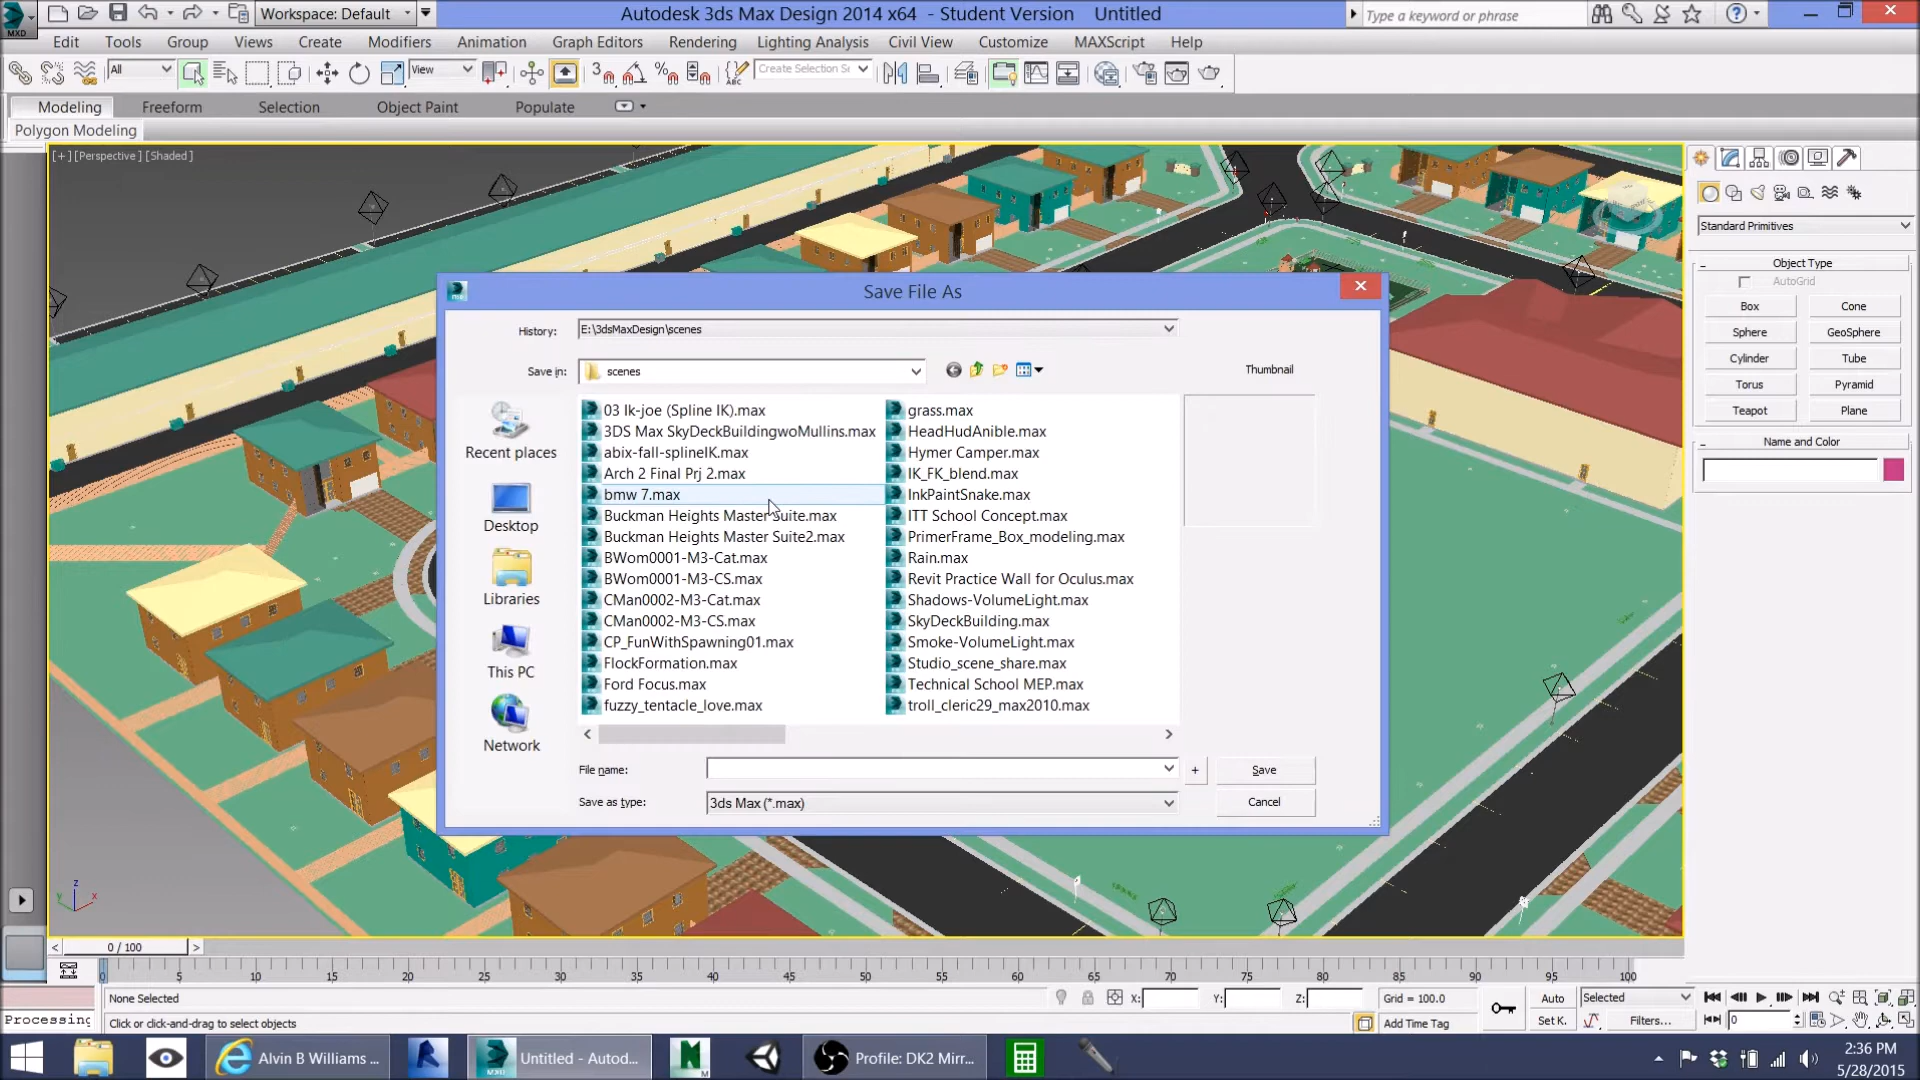 MXD
Workspace: Default
Autodesk 3ds Max Design 2014 x64 - Student Version Untitled
Type a keyword or phrase
Edit Tools Group Views Create Modifiers Animation Graph Editors Rendering Lighting Analysis Civil View Customize MAXScript Help
All
View
Create Selection Se
Modeling Freeform Selection Object Paint Populate
Polygon Modeling
[+] [Perspective] [Shaded]
Standard Primitives
Object Type
AutoGrid
Box Cone
Sphere GeoSphere
Cylinder Tube
Torus Pyramid
Teapot Plane
Name and Color
Save File As
History: E:\3dsMaxDesign\scenes
Save in: scenes
Thumbnail
Recent places
Desktop
Libraries
This PC
Network
03 Ik-joe (Spline IK).max
3DS Max SkyDeckBuildingwoMullins.max
abix-fall-splineIK.max
Arch 2 Final Prj 2.max
bmw 7.max
Buckman Heights Master Suite.max
Buckman Heights Master Suite2.max
BWom0001-M3-Cat.max
BWom0001-M3-CS.max
CMan0002-M3-Cat.max
CMan0002-M3-CS.max
CP_FunWithSpawning01.max
FlockFormation.max
Ford Focus.max
fuzzy_tentacle_love.max
grass.max
HeadHudAnible.max
Hymer Camper.max
IK_FK_blend.max
InkPaintSnake.max
ITT School Concept.max
PrimerFrame_Box_modeling.max
Rain.max
Revit Practice Wall for Oculus.max
Shadows-VolumeLight.max
SkyDeckBuilding.max
Smoke-VolumeLight.max
Studio_scene_share.max
Technical School MEP.max
troll_cleric29_max2010.max
File name: + Save
Save as type: 3ds Max (*.max) Cancel
z
y x
0 / 100
0 5 10 15 20 25 30 35 40 45 50 55 60 65 70 75 80 85 90 95 100
None Selected
X: Y: Z: Grid = 100.0
Auto Selected
Processing
Click or click-and-drag to select objects
Add Time Tag
Set K. Filters... 0
Alvin B Williams ...
Untitled - Autod...
Profile: DK2 Mirr...
2:36 PM
5/28/2015